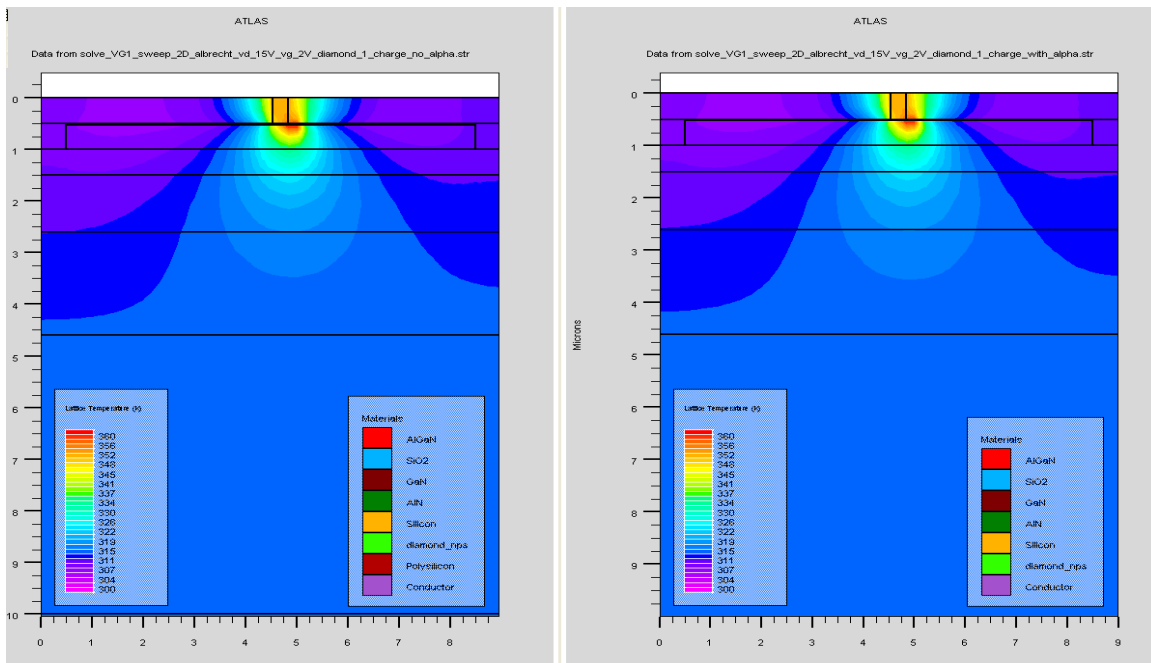 ATLAS
Data from solve_VG1_sweep_2D_albrecht_vd_15V_vg_2V_diamond_1_charge_no_alpha.str
0
1
2
3
4
5
6
7
8
9
10
Lattice Temperature (K)
360
356
352
348
345
341
337
334
330
326
322
319
315
311
307
304
300
Materials
AlGaN
SiO2
GaN
AlN
Silicon
diamond_nps
Polysilicon
Conductor
0 1 2 3 4 5 6 7 8
ATLAS
Data from solve_VG1_sweep_2D_albrecht_vd_15V_vg_2V_diamond_1_charge_with_alpha.str
Microns
0
1
2
3
4
5
6
7
8
9
Lattice Temperature (K)
360
356
352
348
345
341
337
334
330
326
322
319
315
311
307
304
300
Materials
AlGaN
SiO2
GaN
AlN
Silicon
diamond_nps
Conductor
0 1 2 3 4 5 6 7 8 9